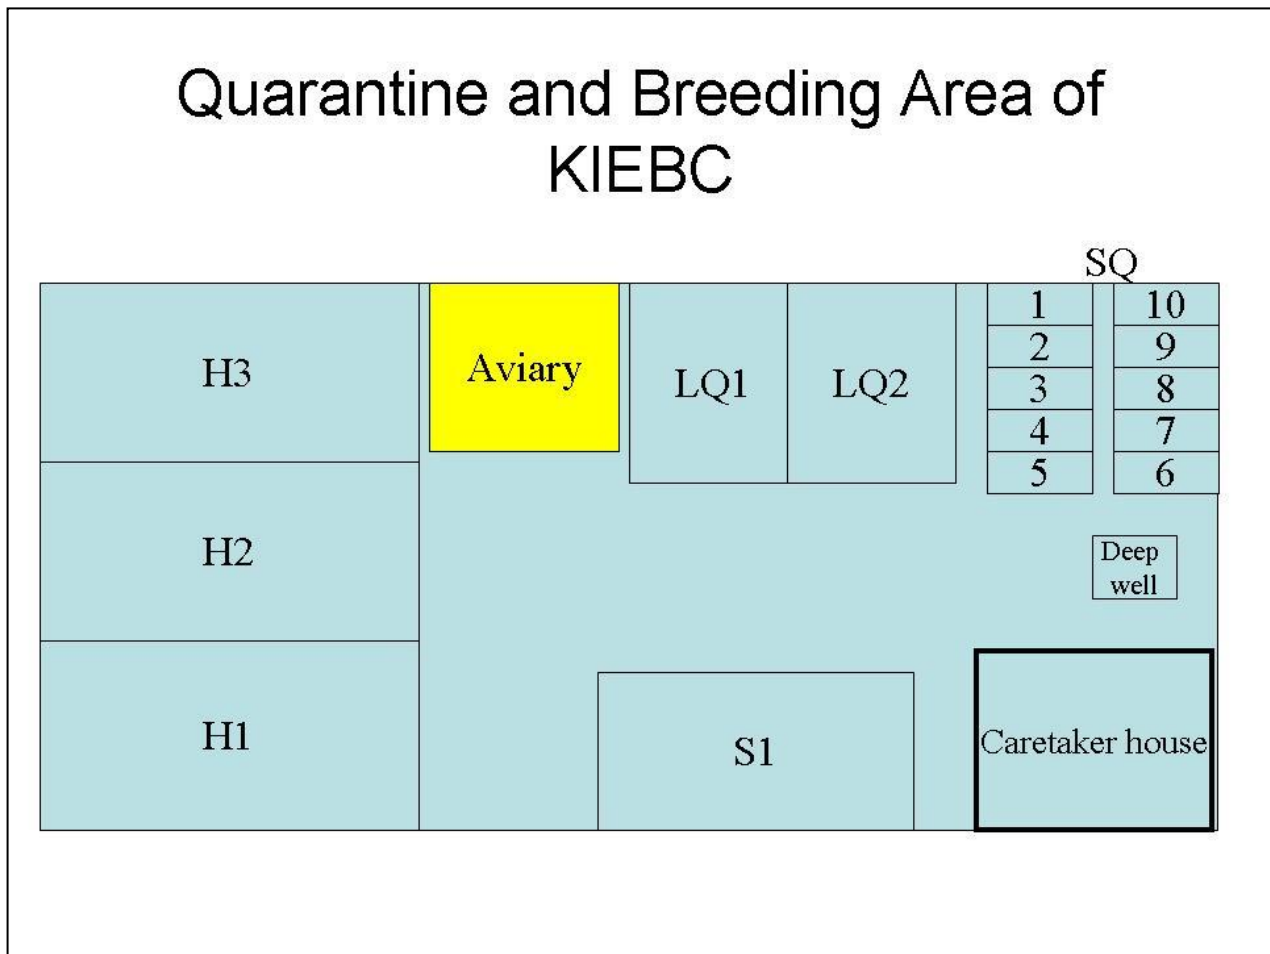 Quarantine and Breeding Area of
KIEBC
SQ
H3
Aviary
LQ1
LQ2
1
2
3
4
5
10
9
8
7
6
H2
Deep
well
H1
S1
Caretaker house